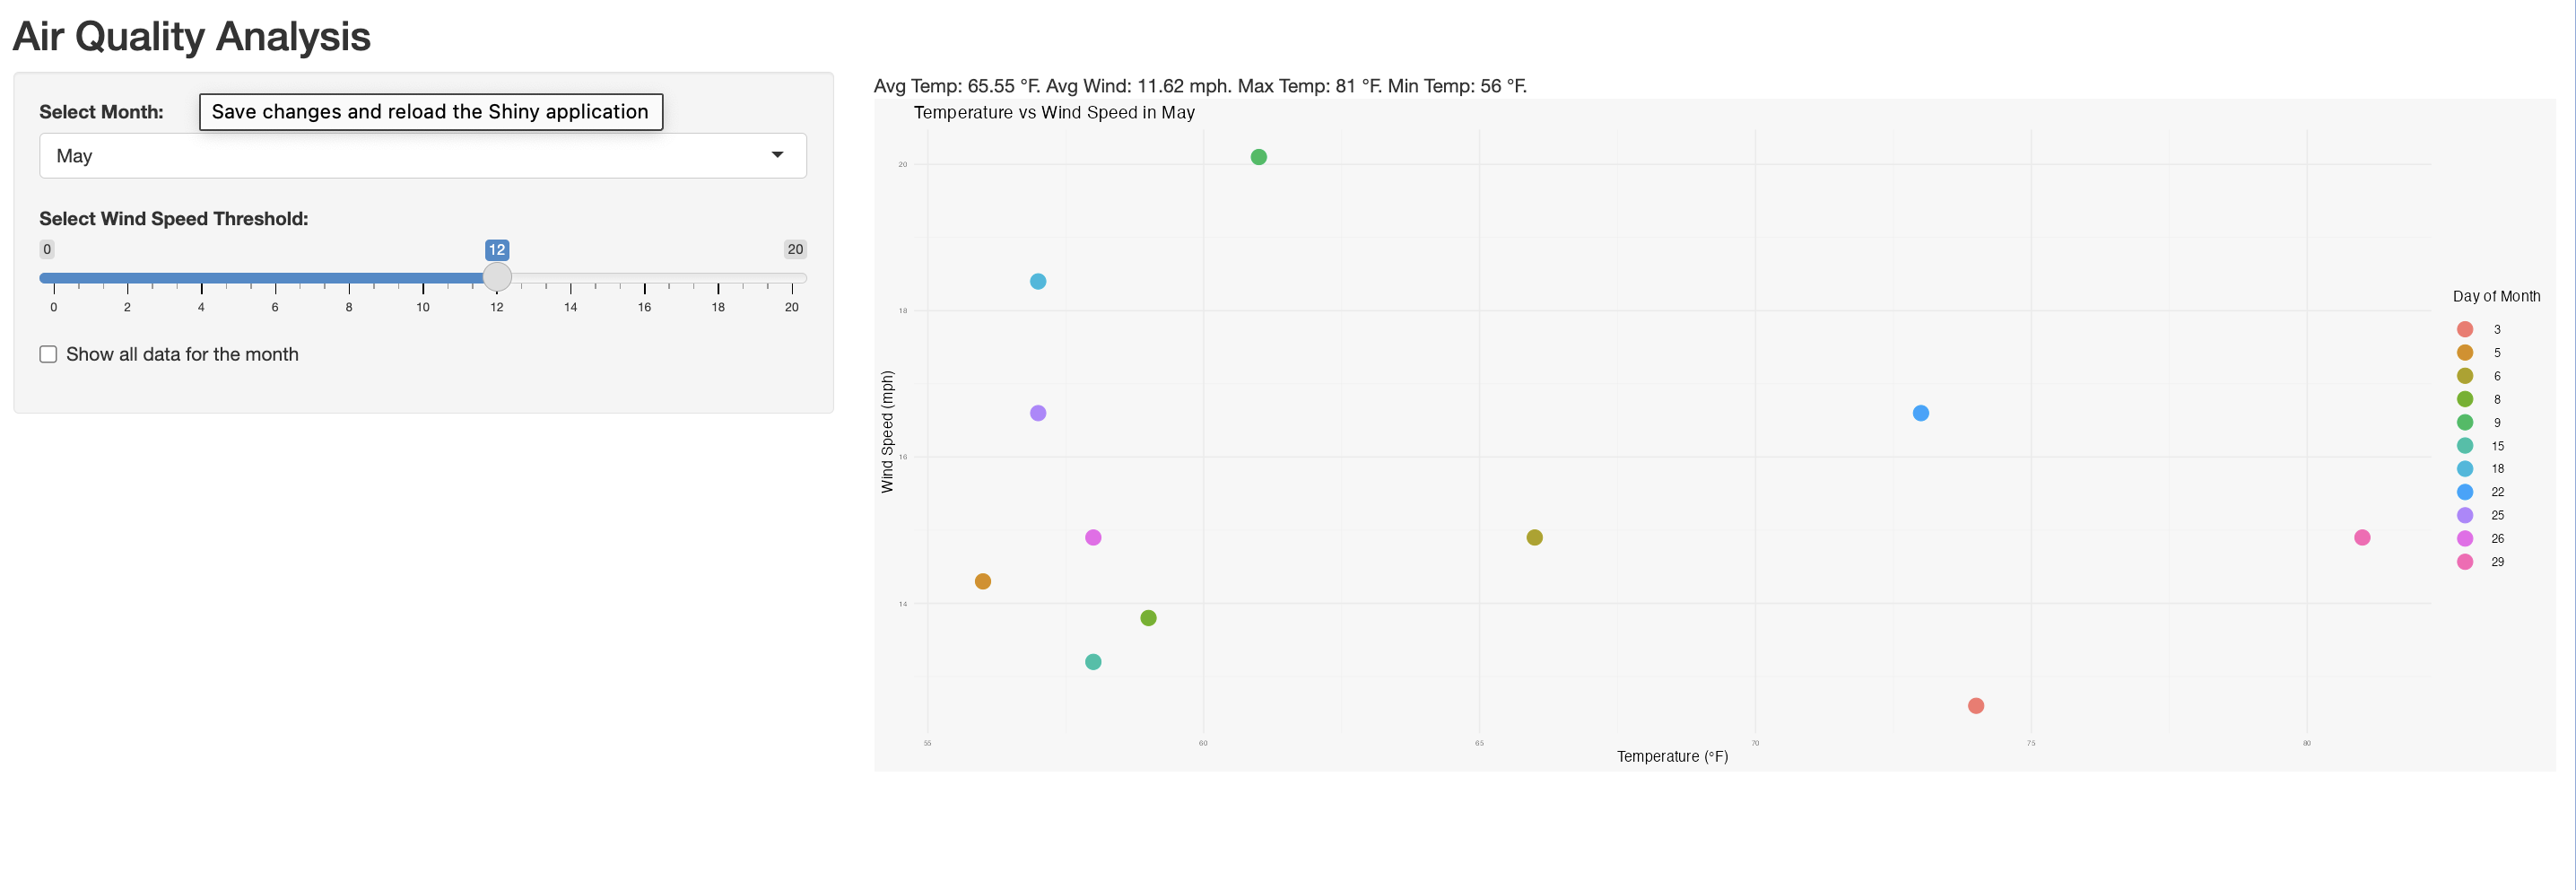 Air Quality Analysis
Select Month:
Save changes and reload the Shiny application
May
Select Wind Speed Threshold:
0 12 20
0 2 4 6 8 10 12 14 16 18 20
Show all data for the month
Avg Temp: 65.55 °F. Avg Wind: 11.62 mph. Max Temp: 81 °F. Min Temp: 56 °F.
Temperature vs Wind Speed in May
Wind Speed (mph)
20
18
16
14
55 60 65 70 75 80
Temperature (°F)
Day of Month
3
5
6
8
9
15
18
22
25
26
29